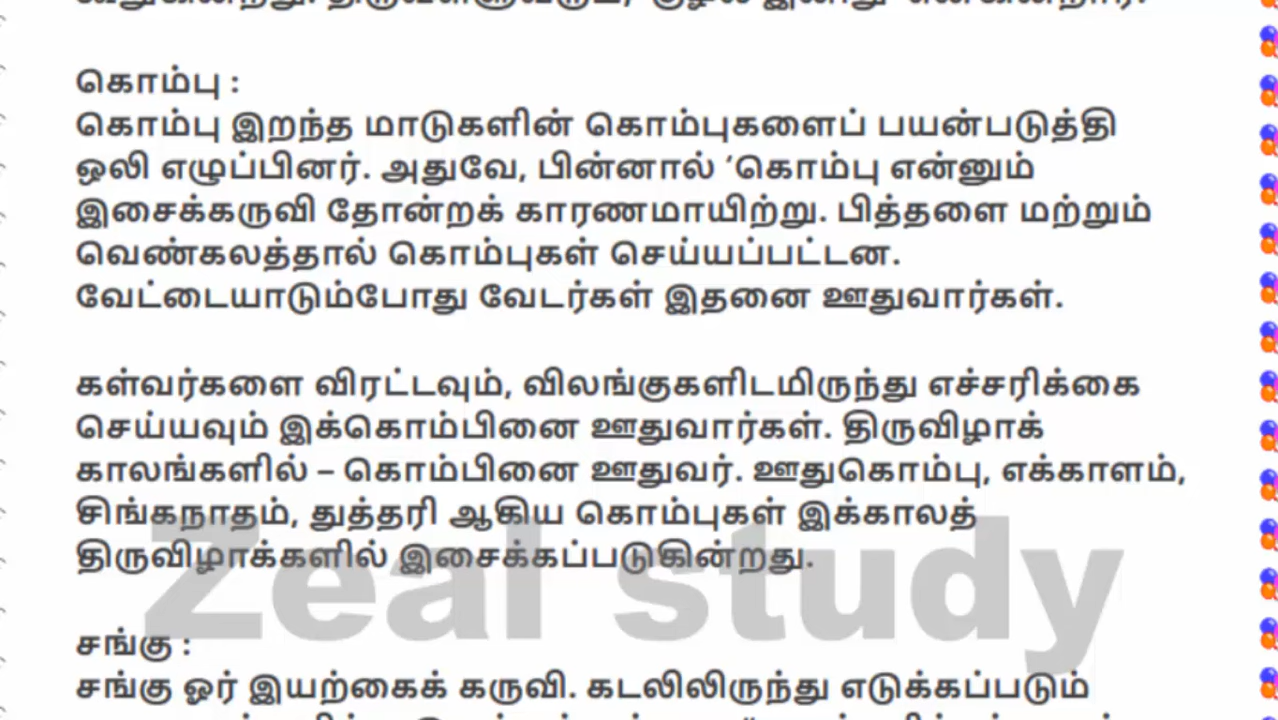 கொம்பு :
கொம்பு இறந்த மாடுகளின் கொம்புகளைப் பயன்படுத்தி
ஒலி எழுப்பினர். அதுவே, பின்னால் ‘கொம்பு என்னும்
இசைக்கருவி தோன்றக் காரணமாயிற்று. பித்தளை மற்றும்
வெண்கலத்தால் கொம்புகள் செய்யப்பட்டன.
வேட்டையாடும்போது வேடர்கள் இதனை ஊதுவார்கள்.
கள்வர்களை விரட்டவும், விலங்குகளிடமிருந்து எச்சரிக்கை
செய்யவும் இக்கொம்பினை ஊதுவார்கள். திருவிழாக்
காலங்களில் – கொம்பினை ஊதுவர். ஊதுகொம்பு, எக்காளம்,
சிங்கநாதம், துத்தரி ஆகிய கொம்புகள் இக்காலத்
திருவிழாக்களில் இசைக்கப்படுகின்றது.
Zeal study
சங்கு :
சங்கு ஓர் இயற்கைக் கருவி. கடலிலிருந்து எடுக்கப்படும்